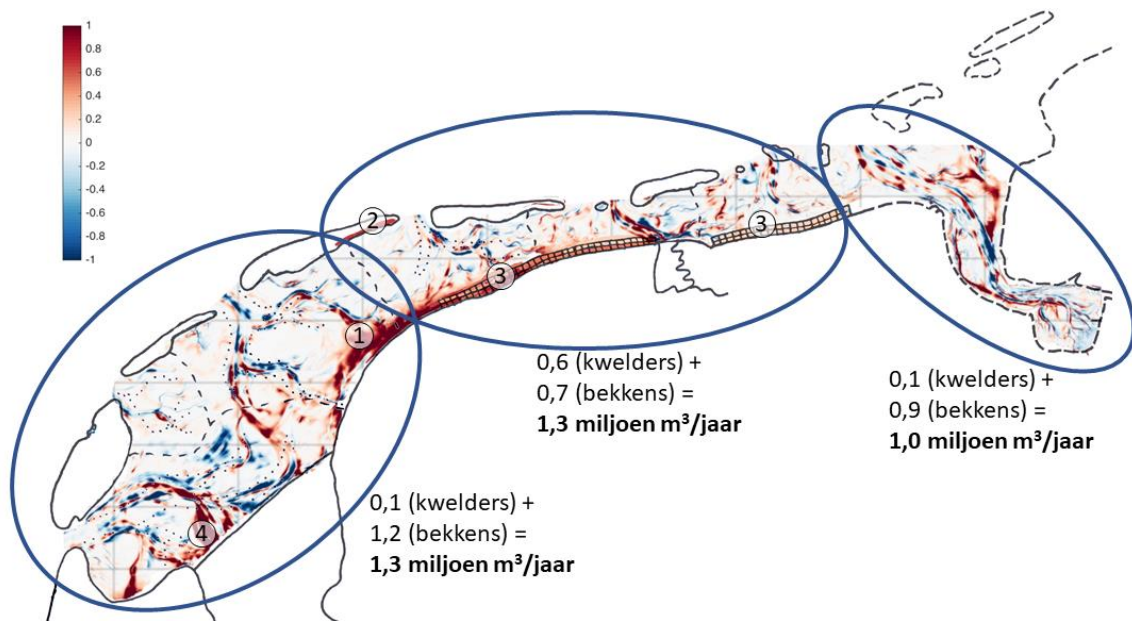 1
0.8
0.6
0.4
0.2
0
-0.2
-0.4
-0.6
-0.8
-1
2
3
3
1
4
0,6 (kwelders) +
0,7 (bekkens) =
1,3 miljoen m³/jaar
0,1 (kwelders) +
0,9 (bekkens) =
1,0 miljoen m³/jaar
0,1 (kwelders) +
1,2 (bekkens) =
1,3 miljoen m³/jaar